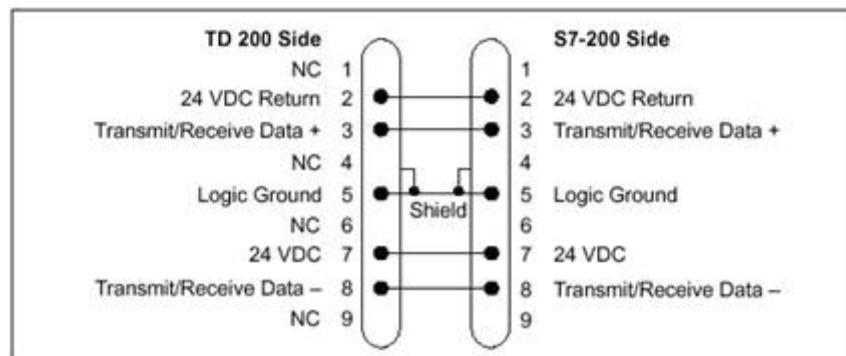 TD 200 Side S7-200 Side
NC 1 1
24 VDC Return 2 2 24 VDC Return
Transmit/Receive Data + 3 3 Transmit/Receive Data +
NC 4 4
Logic Ground 5 5 Logic Ground
Shield
NC 6 6
24 VDC 7 7 24 VDC
Transmit/Receive Data – 8 8 Transmit/Receive Data –
NC 9 9